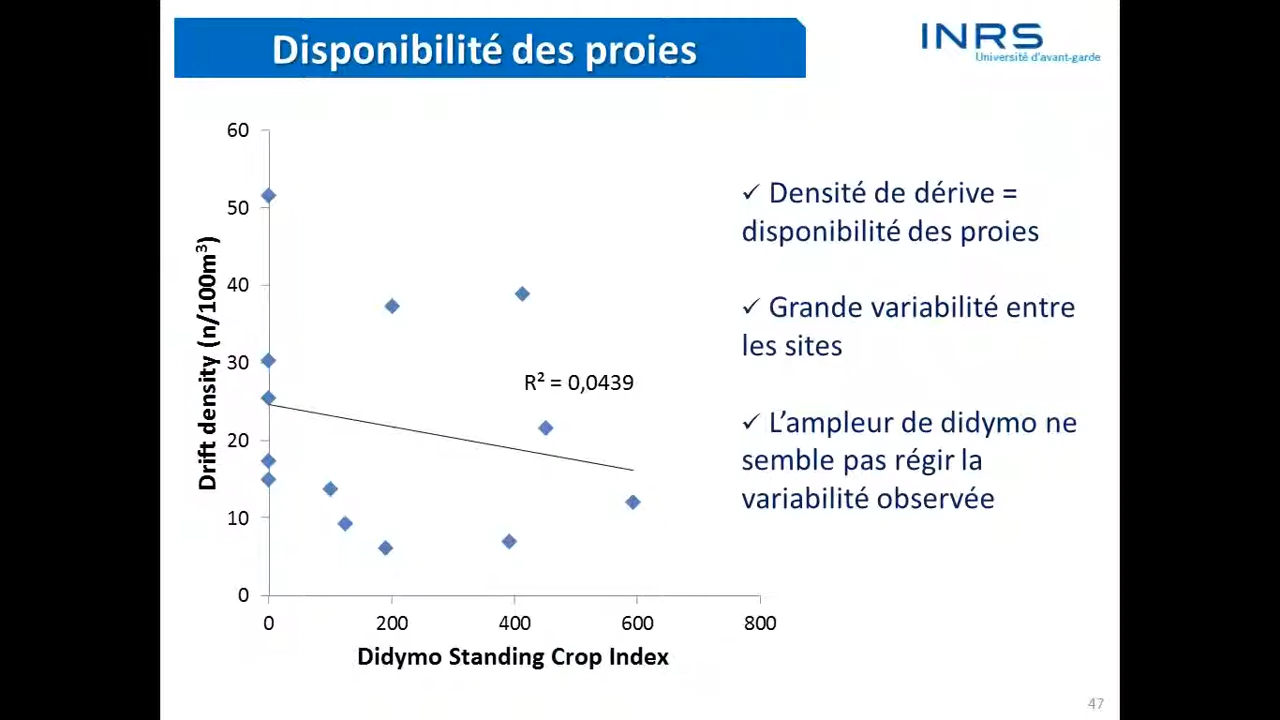 Disponibilité des proies
INRS
Université d'avant-garde
60
50
40
30
20
10
0
Drift density (n/100m³)
R² = 0,0439
0 200 400 600 800
Didymo Standing Crop Index
✓ Densité de dérive =
disponibilité des proies
✓ Grande variabilité entre
les sites
✓ L’ampleur de didymo ne
semble pas régir la
variabilité observée
47